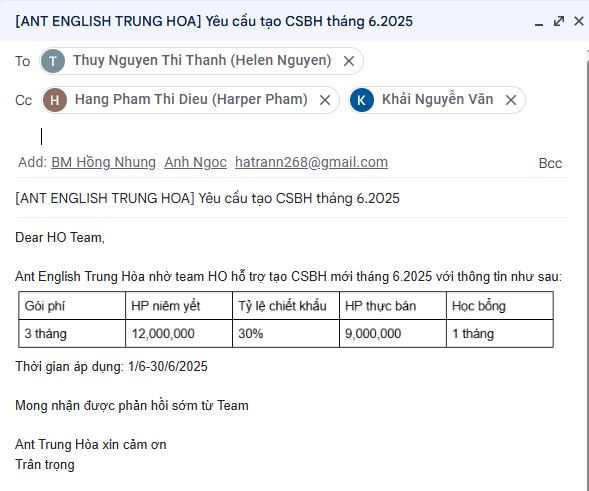 [ANT ENGLISH TRUNG HOA] Yêu cầu tạo CSBH tháng 6.2025
To T Thuy Nguyen Thi Thanh (Helen Nguyen)
Cc H Hang Pham Thi Dieu (Harper Pham) K Khải Nguyễn Văn
Add: BM Hồng Nhung Anh Ngoc hatrann268@gmail.com Bcc
[ANT ENGLISH TRUNG HOA] Yêu cầu tạo CSBH tháng 6.2025
Dear HO Team,
Ant English Trung Hòa nhờ team HO hỗ trợ tạo CSBH mới tháng 6.2025 với thông tin như sau:
Gói phí HP niêm yết Tỷ lệ chiết khấu HP thực bán Học bổng
3 tháng 12,000,000 30% 9,000,000 1 tháng
Thời gian áp dụng: 1/6-30/6/2025
Mong nhận được phản hồi sớm từ Team
Ant Trung Hòa xin cảm ơn
Trân trọng